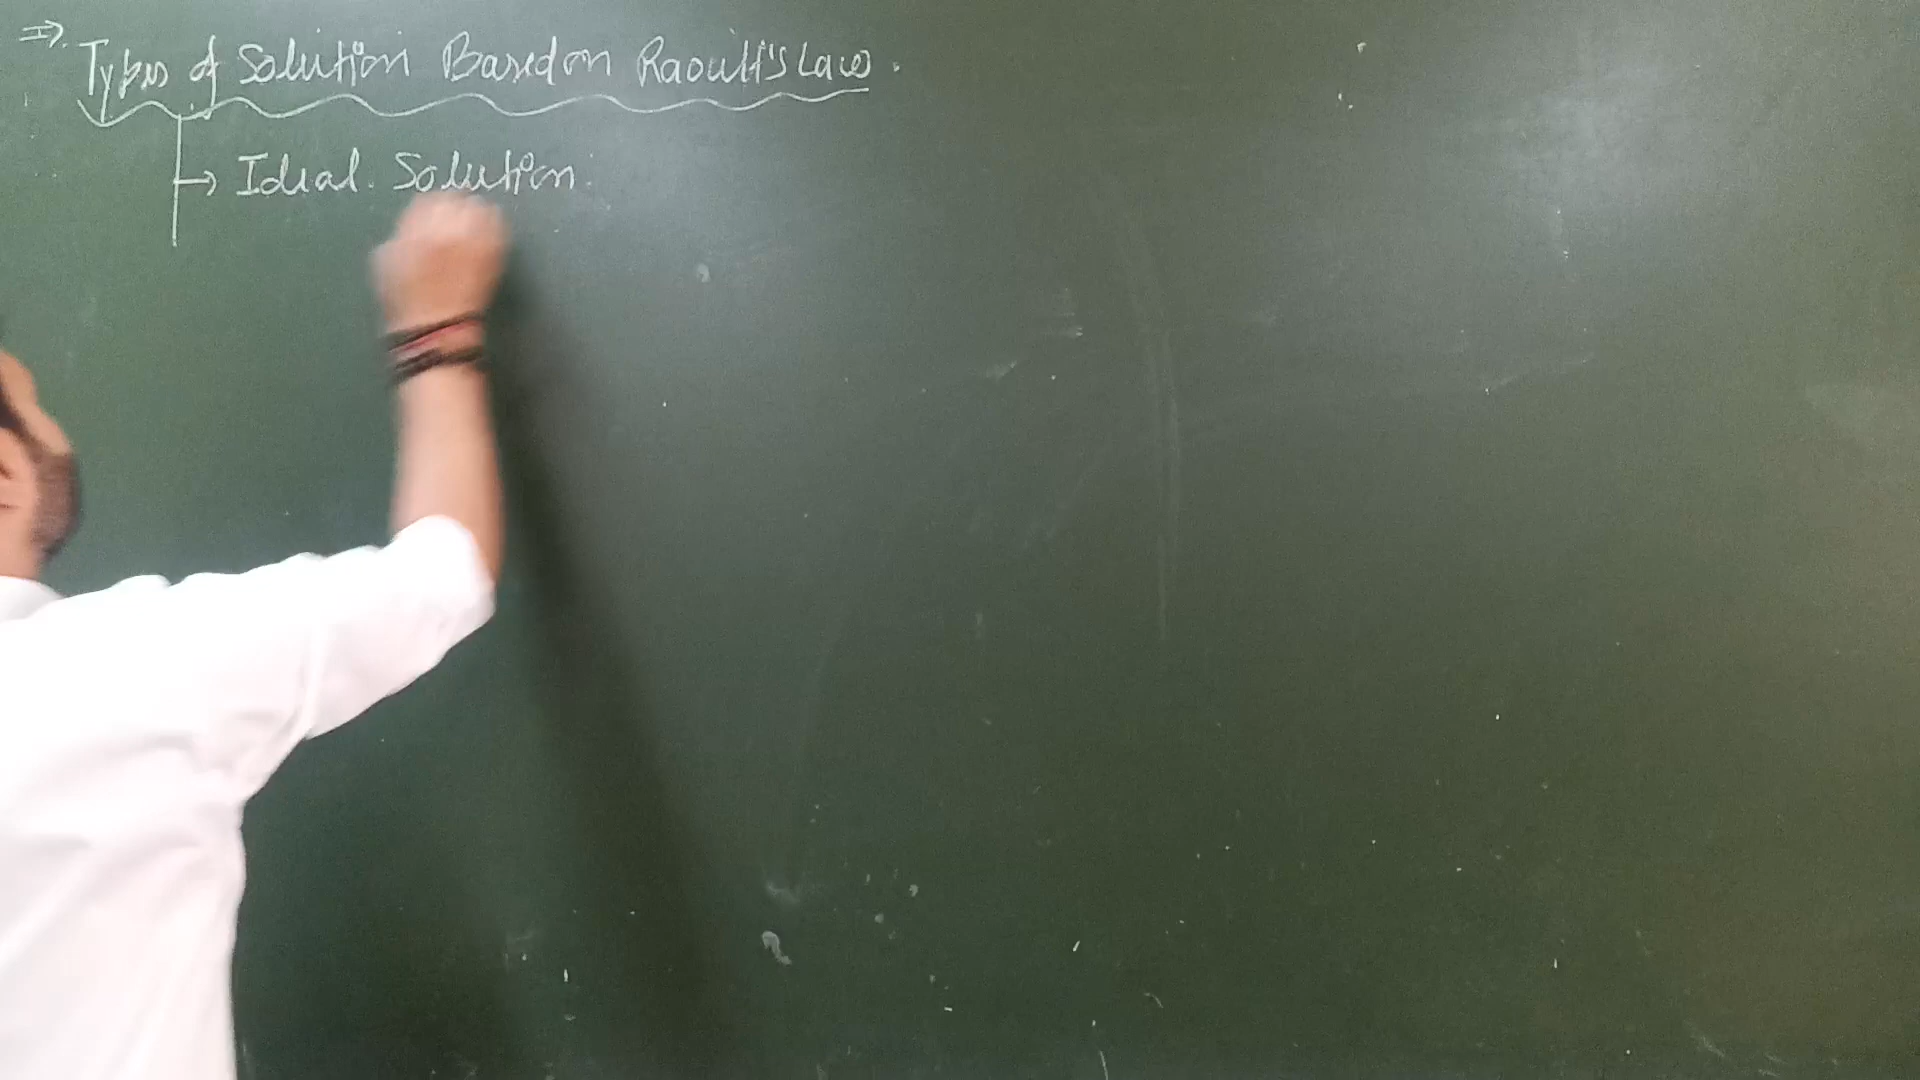 ⇒ Types of Solution Based on Raoult's Law.
→ Ideal Solution.